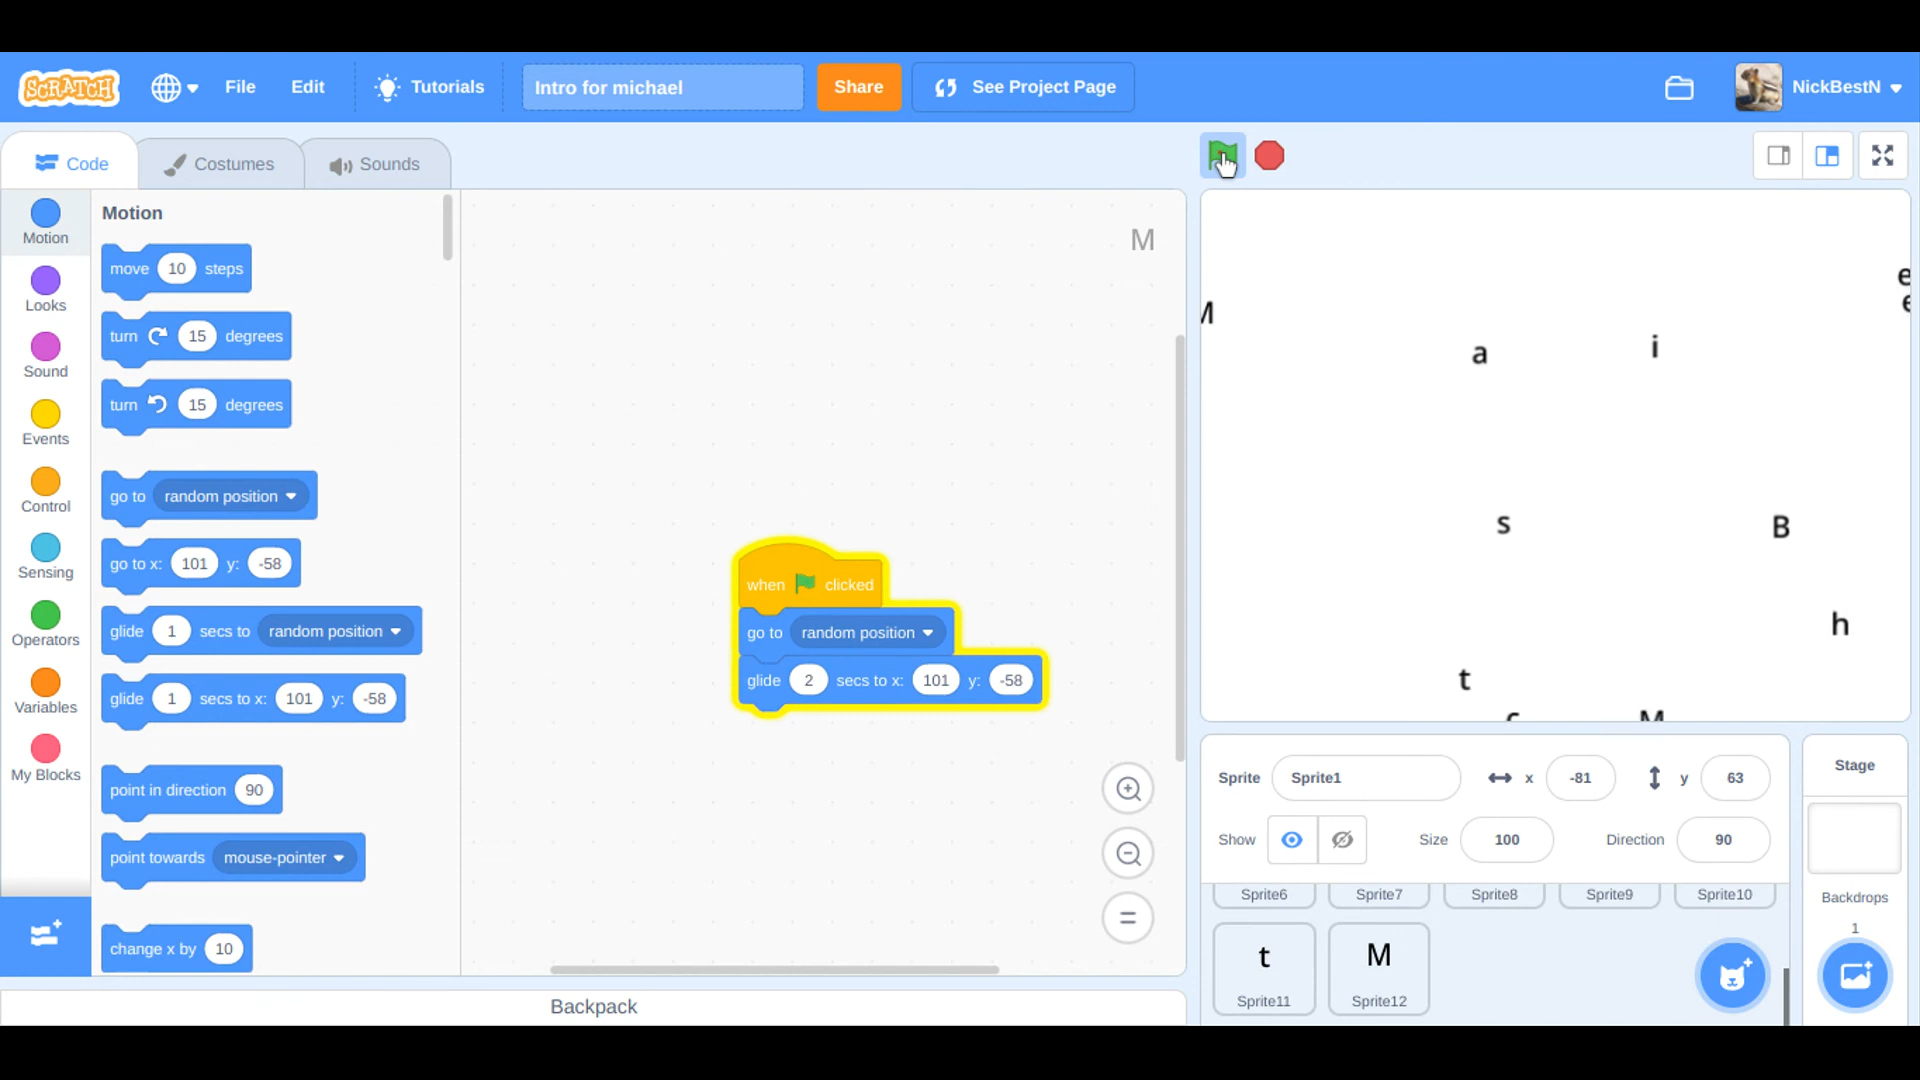 SCRATCH
File
Edit
Tutorials
Intro for michael
Share
See Project Page
NickBestN
Code
Costumes
Sounds
Motion
Looks
Sound
Events
Control
Sensing
Operators
Variables
My Blocks
Motion
move 10 steps
turn 15 degrees
turn 15 degrees
go to random position
go to x: 101 y: -58
glide 1 secs to random position
glide 1 secs to x: 101 y: -58
point in direction 90
point towards mouse-pointer
change x by 10
M
when clicked
go to random position
glide 2 secs to x: 101 y: -58
=
Backpack
e
e
M
a
i
s
B
h
t
c
M
Sprite Sprite1 x -81 y 63
Show Size 100 Direction 90
Sprite6 Sprite7 Sprite8 Sprite9 Sprite10
t M
Sprite11 Sprite12
Stage
Backdrops
1